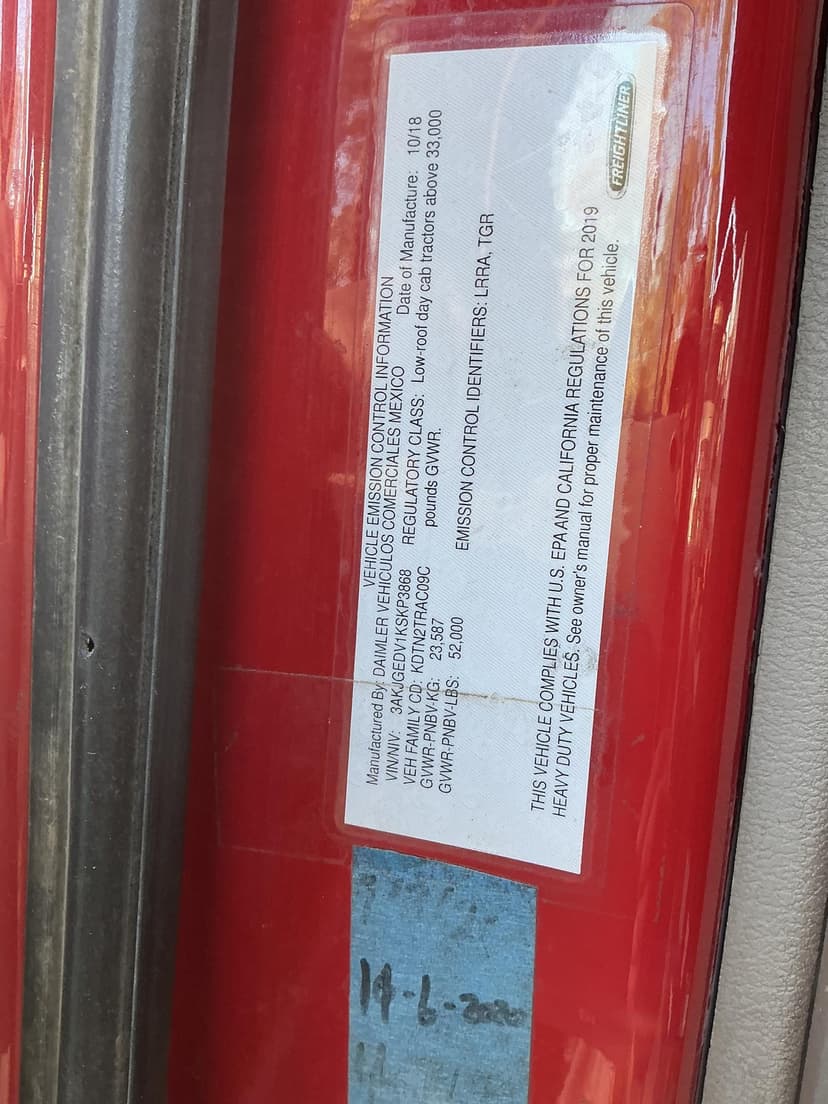 VEHICLE EMISSION CONTROL INFORMATION
Manufactured By: DAIMLER VEHICULOS COMERCIALES MEXICO Date of Manufacture: 10/18
VIN/NIV: 3AKJGEDV1KSKP3868 REGULATORY CLASS: Low-roof day cab tractors above 33,000
VEH FAMILY CD: KDTN2TRAC09C pounds GVWR.
GVWR-PNBV-KG: 23,587
GVWR-PNBV-LBS: 52,000 EMISSION CONTROL IDENTIFIERS: LRRA, TGR
THIS VEHICLE COMPLIES WITH U.S. EPA AND CALIFORNIA REGULATIONS FOR 2019
HEAVY DUTY VEHICLES. See owner's manual for proper maintenance of this vehicle.
FREIGHTLINER
14-6-2020